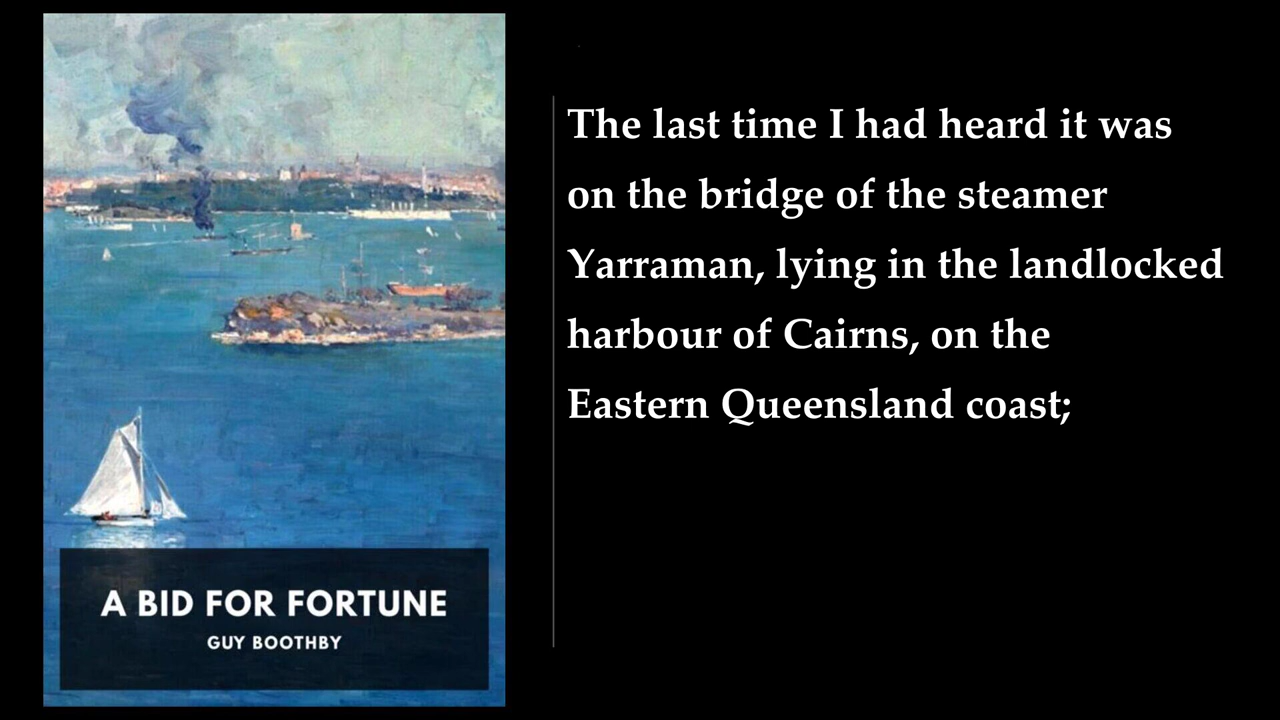 The last time I had heard it was
on the bridge of the steamer
Yarraman, lying in the landlocked
harbour of Cairns, on the
Eastern Queensland coast;
A BID FOR FORTUNE
GUY BOOTHBY